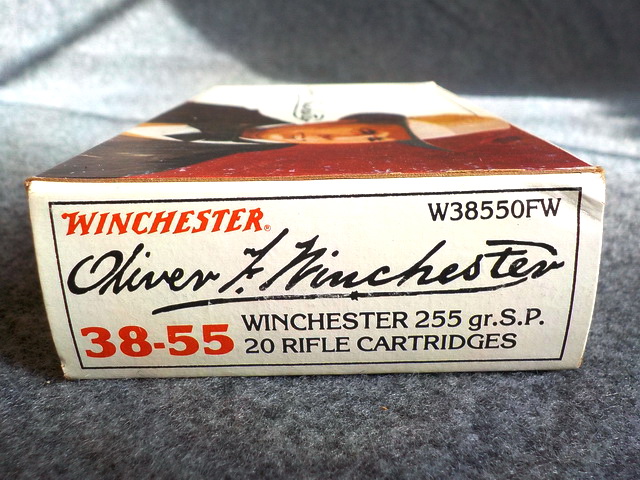 WINCHESTER®
W38550FW
Oliver F. Winchester
38-55
WINCHESTER 255 gr.S.P.
20 RIFLE CARTRIDGES